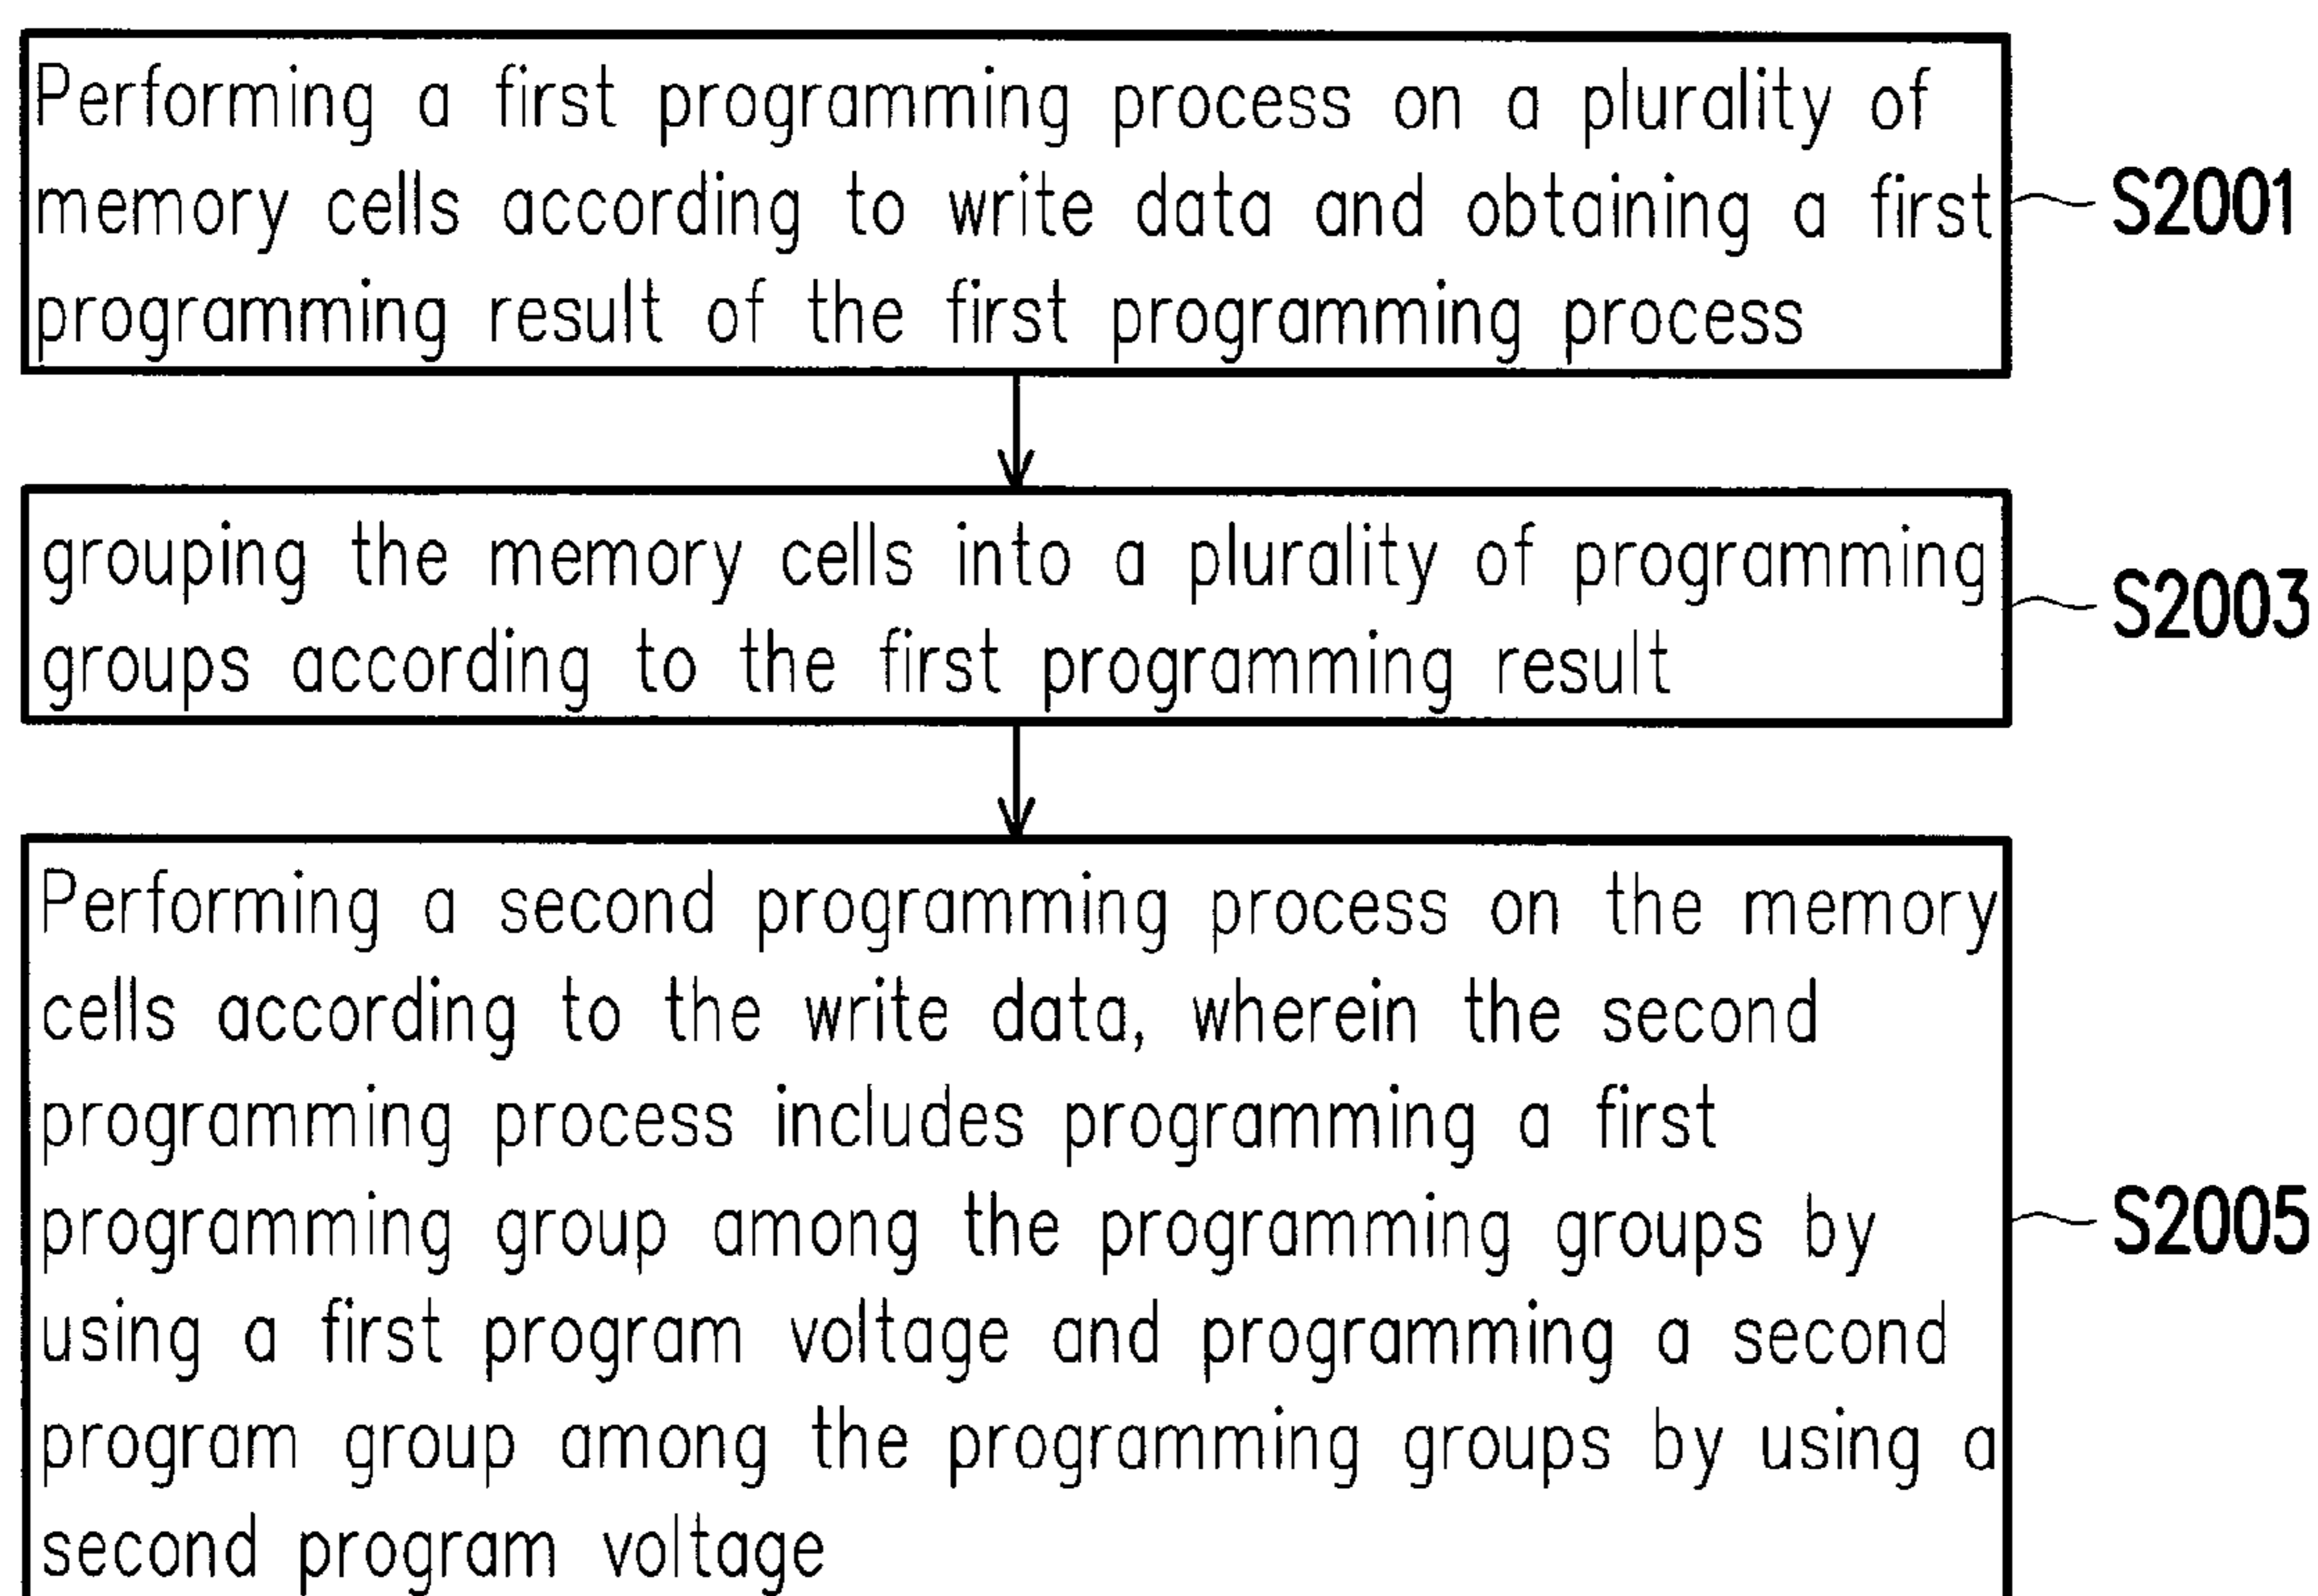 Performing a first programming process on a plurality of
memory cells according to write data and obtaining a first
programming result of the first programming process
S2001
grouping the memory cells into a plurality of programming
groups according to the first programming result
S2003
Performing a second programming process on the memory
cells according to the write data, wherein the second
programming process includes programming a first
programming group among the programming groups by
using a first program voltage and programming a second
program group among the programming groups by using a
second program voltage
S2005